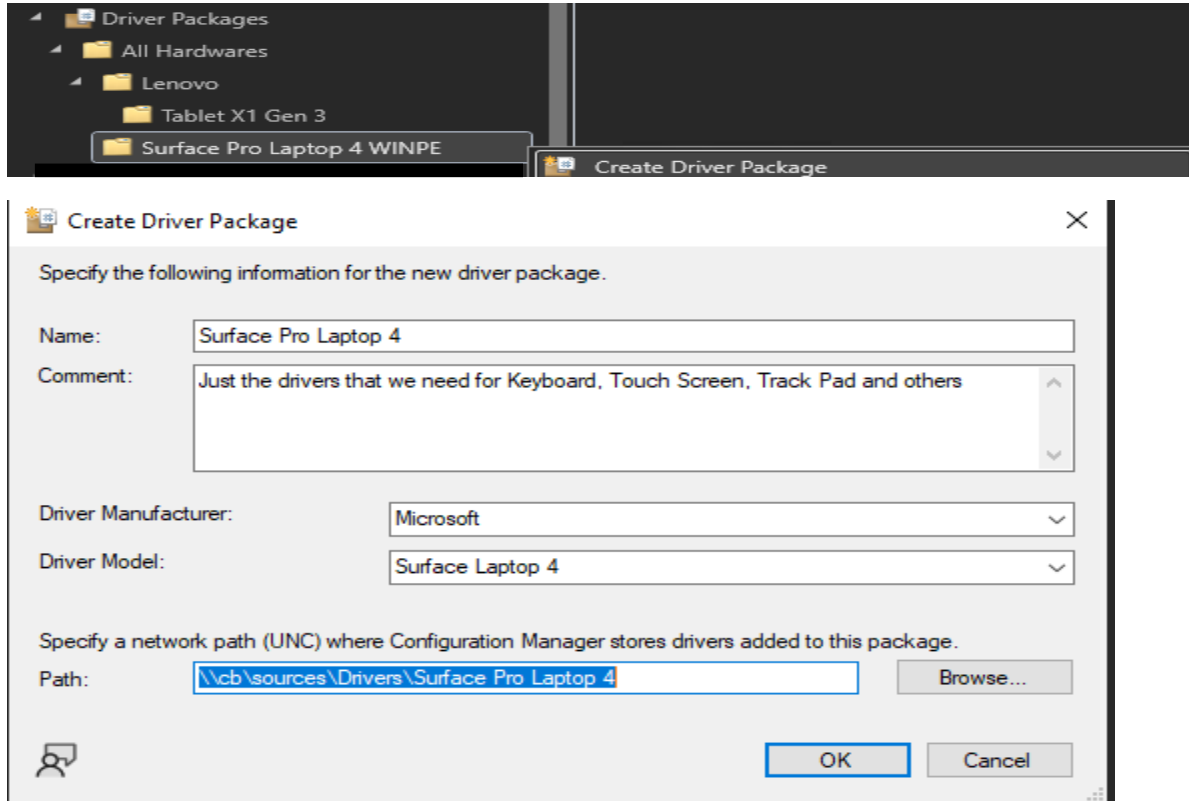 Driver Packages
All Hardwares
Lenovo
Tablet X1 Gen 3
Surface Pro Laptop 4 WINPE
Create Driver Package
Create Driver Package
Specify the following information for the new driver package.
Name: Surface Pro Laptop 4
Comment: Just the drivers that we need for Keyboard, Touch Screen, Track Pad and others
Driver Manufacturer: Microsoft
Driver Model: Surface Laptop 4
Specify a network path (UNC) where Configuration Manager stores drivers added to this package.
Path: \\cb\sources\Drivers\Surface Pro Laptop 4 Browse...
OK Cancel